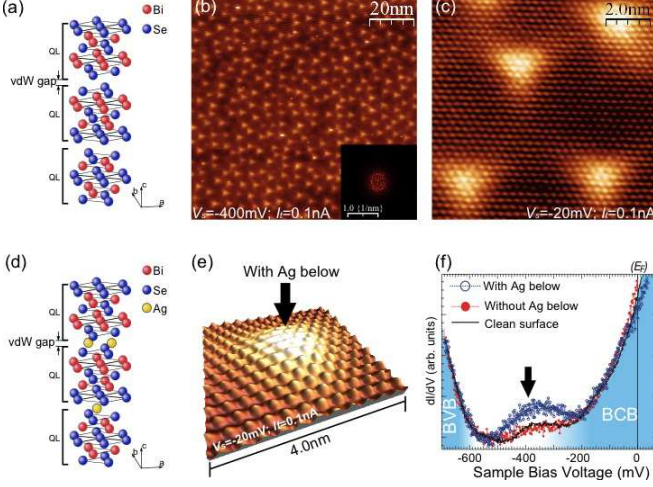 (a)
Bi
Se
QL
vdW gap
QL
QL
b c a
(b)
20nm
1.0 (1/nm)
Vs=-400mV; It=0.1nA
(c)
2.0nm
Vs=-20mV; It=0.1nA
(d)
Bi
Se
Ag
QL
vdW gap
QL
QL
b c a
(e)
With Ag below
Vs=-20mV; It=0.1nA
4.0nm
(f)
(EF)
With Ag below
Without Ag below
Clean surface
dI/dV (arb. units)
BVB
BCB
-600 -400 -200 0
Sample Bias Voltage (mV)